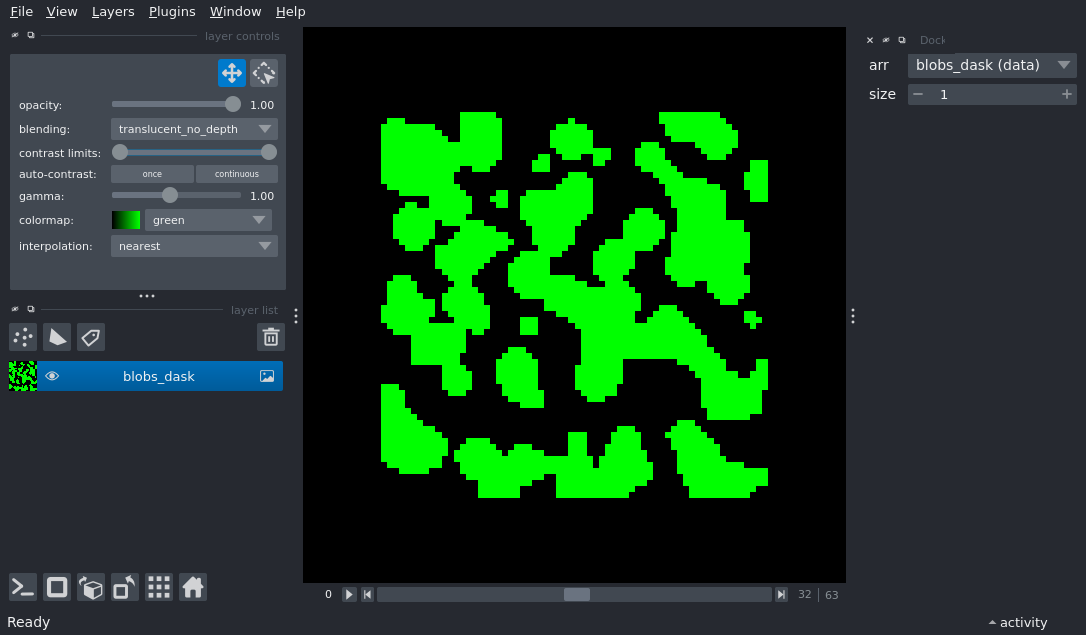 File View Layers Plugins Window Help
layer controls
opacity: 1.00
blending: translucent_no_depth
contrast limits:
auto-contrast: once continuous
gamma: 1.00
colormap: green
interpolation: nearest
layer list
blobs_dask
0 32 63
Ready
Dock
arr blobs_dask (data)
size 1
activity